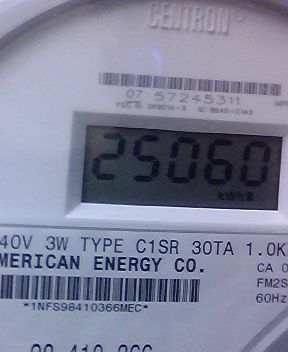 CENTRON
07 57245311
25060
kWh
40V 3W TYPE C1SR 30TA 1.0K
MERICAN ENERGY CO.
CA 0
FM2S
60Hz
*1NFS98410366MEC*